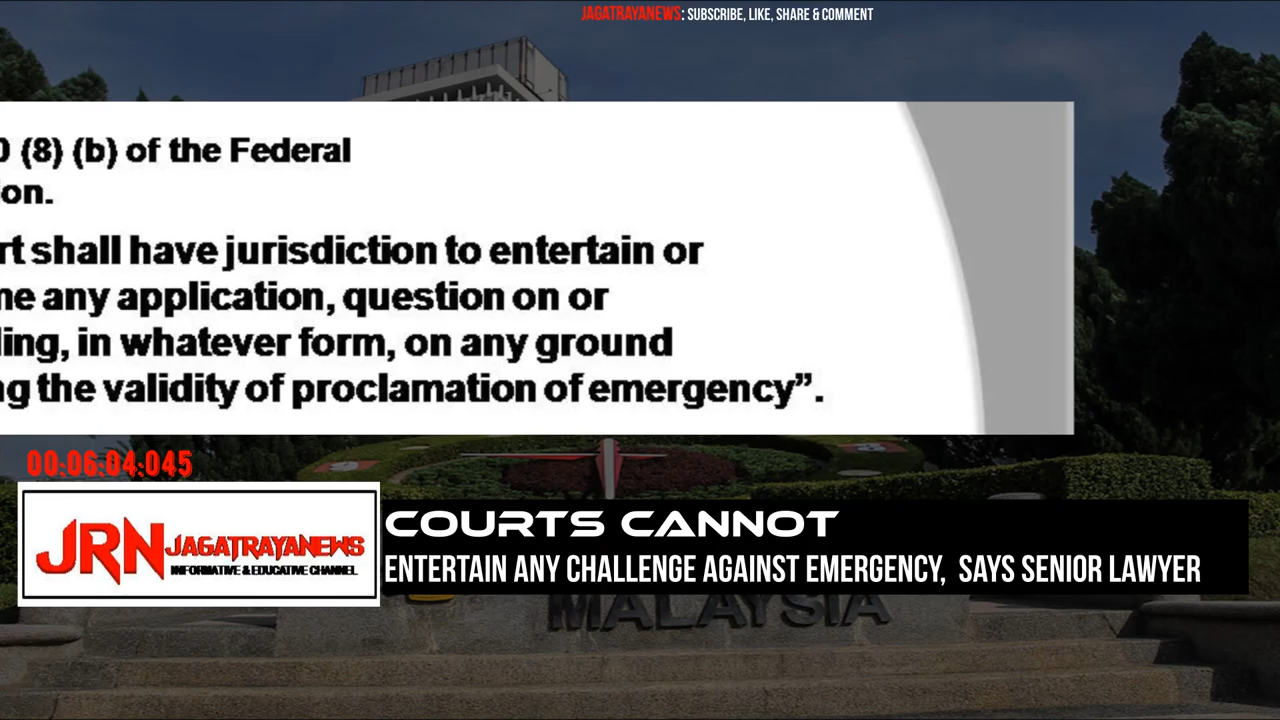 JAGATRAYANEWS: SUBSCRIBE, LIKE, SHARE & COMMENT
0 (8) (b) of the Federal
ion.
rt shall have jurisdiction to entertain or
ne any application, question on or
ling, in whatever form, on any ground
ng the validity of proclamation of emergency”.
00:06:04:045
JRN JAGATRAYANEWS
INFORMATIVE & EDUCATIVE CHANNEL
COURTS CANNOT
ENTERTAIN ANY CHALLENGE AGAINST EMERGENCY, SAYS SENIOR LAWYER
MALAYSIA